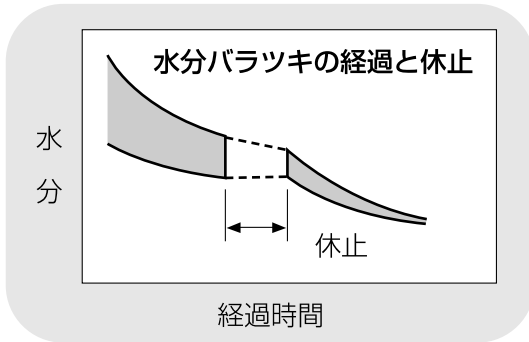 水分バラツキの経過と休止
水
分
休止
経過時間